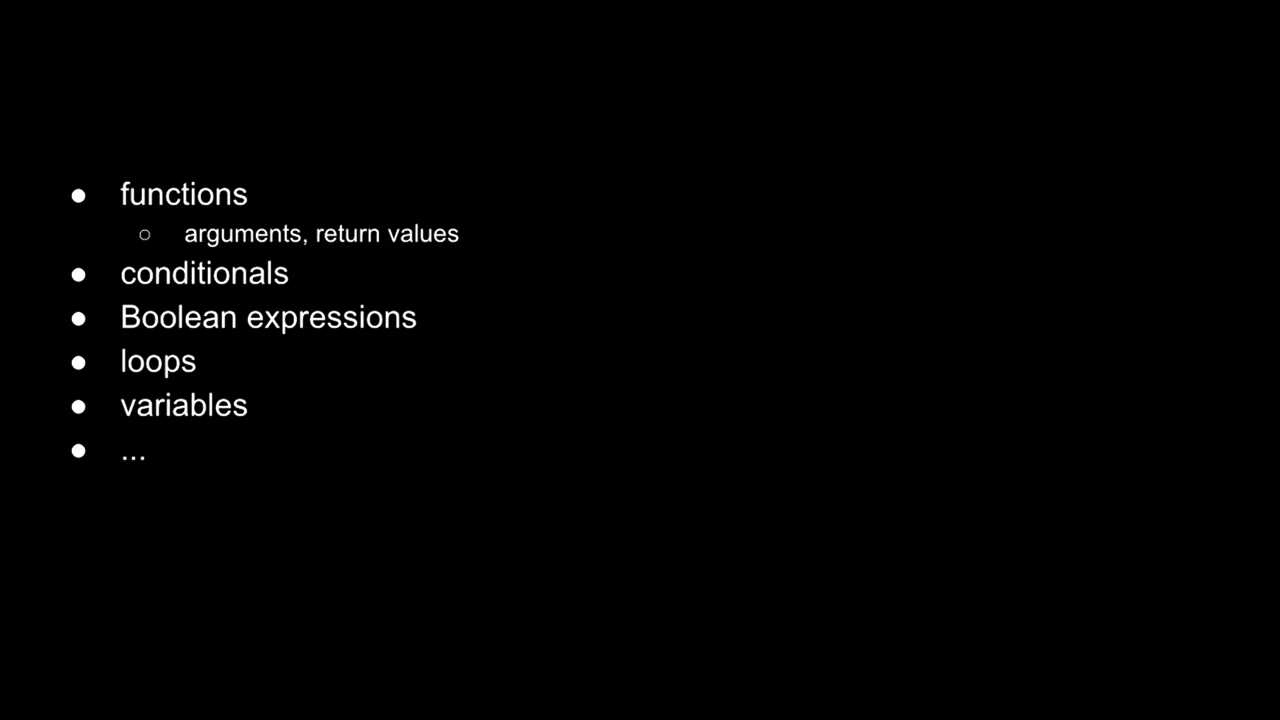 ● functions
○ arguments, return values
● conditionals
● Boolean expressions
● loops
● variables
● ...